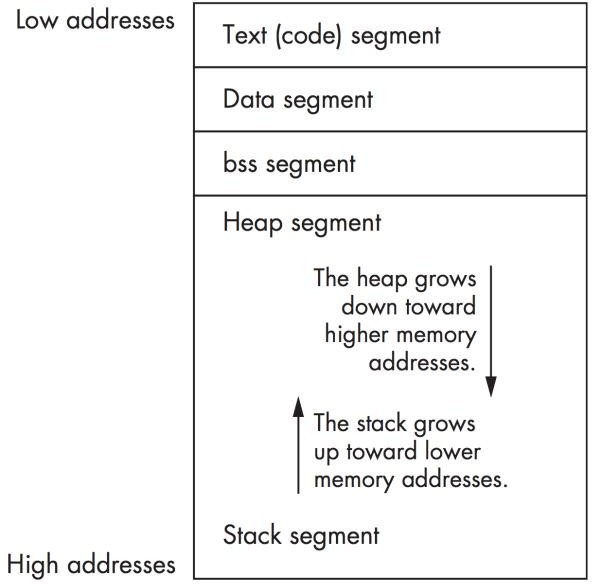 Low addresses
Text (code) segment
Data segment
bss segment
Heap segment
The heap grows
down toward
higher memory
addresses.
The stack grows
up toward lower
memory addresses.
Stack segment
High addresses